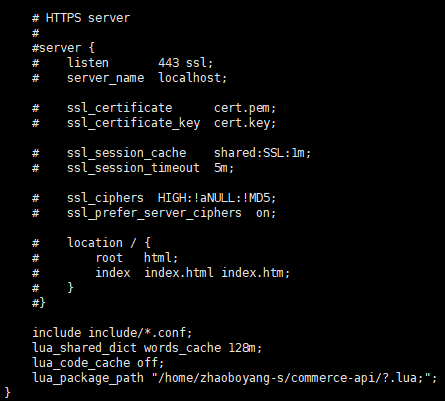 # HTTPS server
    #
    #server {
    #    listen       443 ssl;
    #    server_name  localhost;

    #    ssl_certificate      cert.pem;
    #    ssl_certificate_key  cert.key;

    #    ssl_session_cache    shared:SSL:1m;
    #    ssl_session_timeout  5m;

    #    ssl_ciphers  HIGH:!aNULL:!MD5;
    #    ssl_prefer_server_ciphers  on;

    #    location / {
    #        root   html;
    #        index  index.html index.htm;
    #    }
    #}

    include include/*.conf;
    lua_shared_dict words_cache 128m;
    lua_code_cache off;
    lua_package_path "/home/zhaoboyang-s/commerce-api/?.lua;";
}